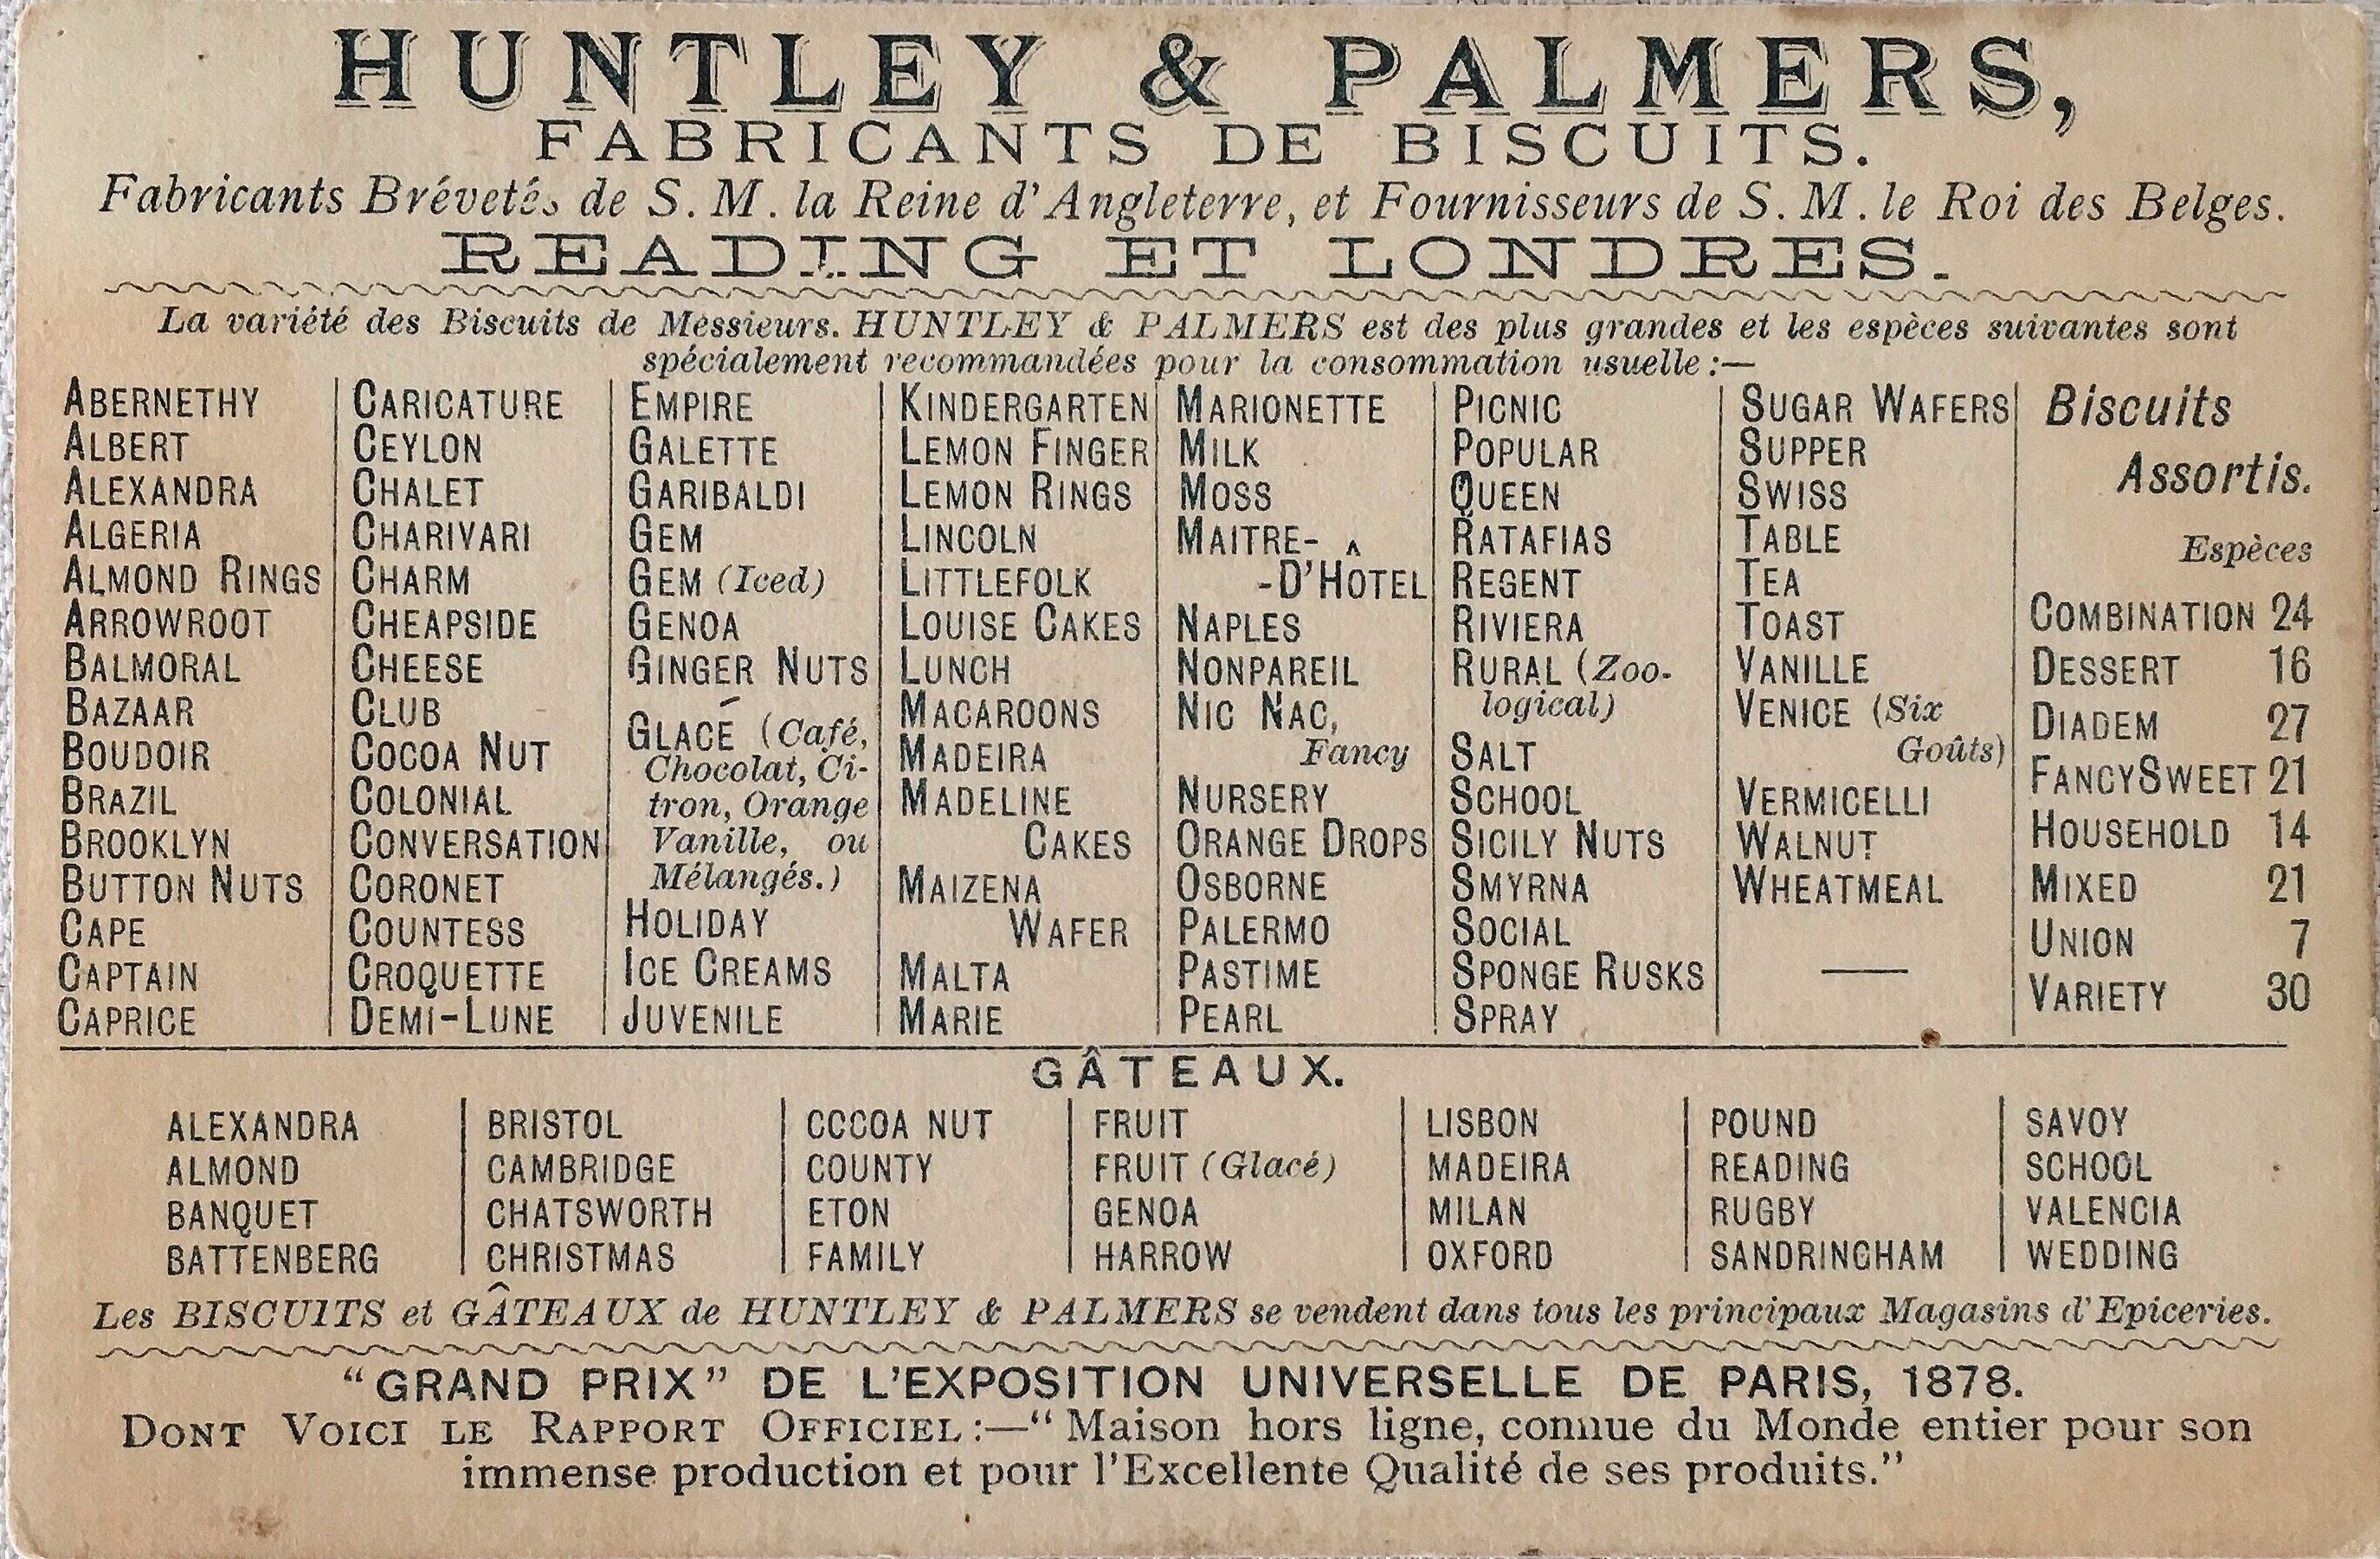 HUNTLEY & PALMERS,
FABRICANTS DE BISCUITS.
Fabricants Brévetés de S. M. la Reine d'Angleterre, et Fournisseurs de S. M. le Roi des Belges.
READING ET LONDRES.
La variété des Biscuits de Messieurs. HUNTLEY & PALMERS est des plus grandes et les espèces suivantes sont
spécialement recommandées pour la consommation usuelle :—
ABERNETHY
ALBERT
ALEXANDRA
ALGERIA
ALMOND RINGS
ARROWROOT
BALMORAL
BAZAAR
BOUDOIR
BRAZIL
BROOKLYN
BUTTON NUTS
CAPE
CAPTAIN
CAPRICE
CARICATURE
CEYLON
CHALET
CHARIVARI
CHARM
CHEAPSIDE
CHEESE
CLUB
COCOA NUT
COLONIAL
CONVERSATION
CORONET
COUNTESS
CROQUETTE
DEMI-LUNE
EMPIRE
GALETTE
GARIBALDI
GEM
GEM (Iced)
GENOA
GINGER NUTS
GLACÉ (Café,
Chocolat, Ci-
tron, Orange
Vanille, ou
Mélangés.)
HOLIDAY
ICE CREAMS
JUVENILE
KINDERGARTEN
LEMON FINGER
LEMON RINGS
LINCOLN
LITTLEFOLK
LOUISE CAKES
LUNCH
MACAROONS
MADEIRA
MADELINE
CAKES
MAIZENA
WAFER
MALTA
MARIE
MARIONETTE
MILK
MOSS
MAITRE-
-D'HÔTEL
NAPLES
NONPAREIL
NIC NAC,
Fancy
NURSERY
ORANGE DROPS
OSBORNE
PALERMO
PASTIME
PEARL
PICNIC
POPULAR
QUEEN
RATAFIAS
REGENT
RIVIERA
RURAL (Zoo-
logical)
SALT
SCHOOL
SICILY NUTS
SMYRNA
SOCIAL
SPONGE RUSKS
SPRAY
SUGAR WAFERS
SUPPER
SWISS
TABLE
TEA
TOAST
VANILLE
VENICE (Six
Goûts)
VERMICELLI
WALNUT
WHEATMEAL
Biscuits
Assortis.
Espèces
COMBINATION 24
DESSERT 16
DIADEM 27
FANCY SWEET 21
HOUSEHOLD 14
MIXED 21
UNION 7
VARIETY 30
GÂTEAUX.
ALEXANDRA
ALMOND
BANQUET
BATTENBERG
BRISTOL
CAMBRIDGE
CHATSWORTH
CHRISTMAS
COCOA NUT
COUNTY
ETON
FAMILY
FRUIT
FRUIT (Glacé)
GENOA
HARROW
LISBON
MADEIRA
MILAN
OXFORD
POUND
READING
RUGBY
SANDRINGHAM
SAVOY
SCHOOL
VALENCIA
WEDDING
Les BISCUITS et GÂTEAUX de HUNTLEY & PALMERS se vendent dans tous les principaux Magasins d'Epiceries.
"GRAND PRIX" DE L'EXPOSITION UNIVERSELLE DE PARIS, 1878.
DONT VOICI LE RAPPORT OFFICIEL :—"Maison hors ligne, connue du Monde entier pour son
immense production et pour l'Excellente Qualité de ses produits."